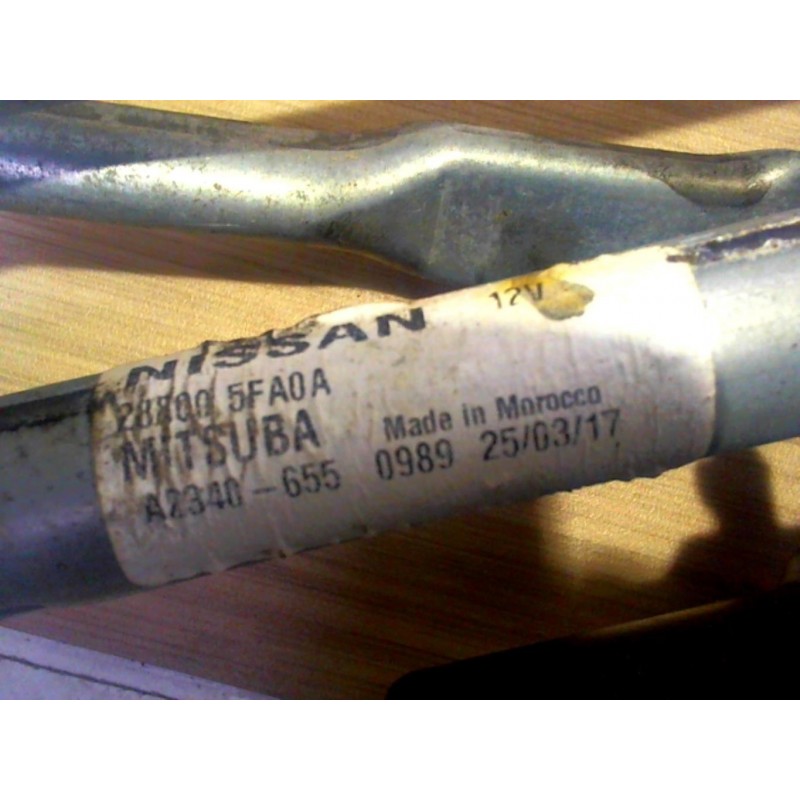 NISSAN 12V
28800 5FA0A
MITSUBA Made in Morocco
A2340-655 0989 25/03/17